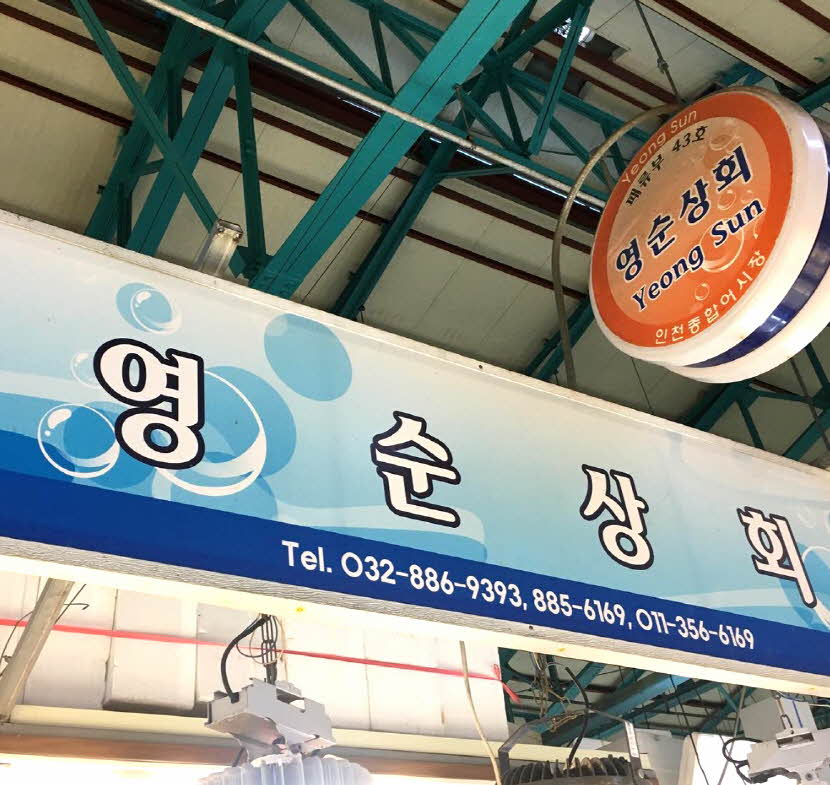 Yeong Sun
패류부 43호
영순상회
Yeong Sun
인천종합어시장
영 순 상 회
Tel. 032-886-9393, 885-6169, 011-356-6169